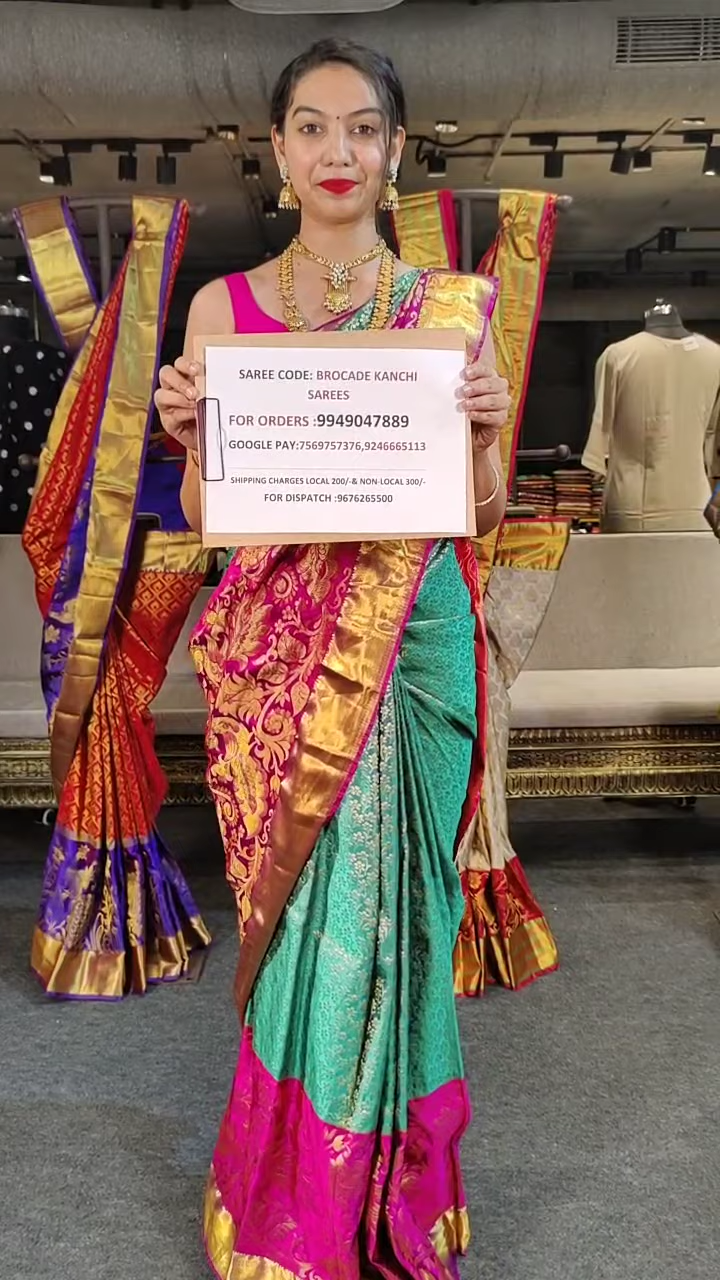 SAREE CODE: BROCADE KANCHI
SAREES
FOR ORDERS :9949047889
GOOGLE PAY:7569757376,9246665113
SHIPPING CHARGES LOCAL 200/-& NON-LOCAL 300/-
FOR DISPATCH :9676265500